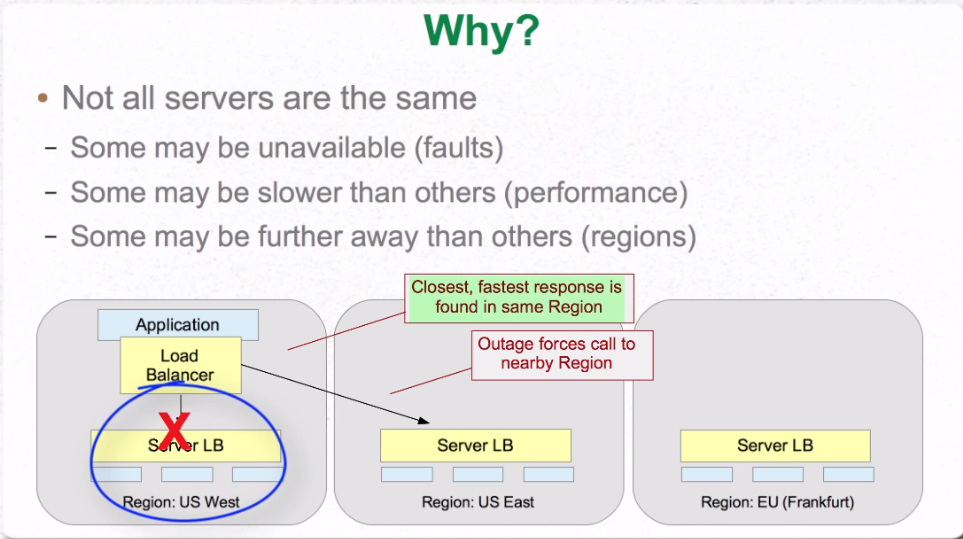 Why?
• Not all servers are the same
– Some may be unavailable (faults)
– Some may be slower than others (performance)
– Some may be further away than others (regions)
Closest, fastest response is
found in same Region
Outage forces call to
nearby Region
Application
Load
Balancer
X
Server LB
Region: US West
Server LB
Region: US East
Server LB
Region: EU (Frankfurt)